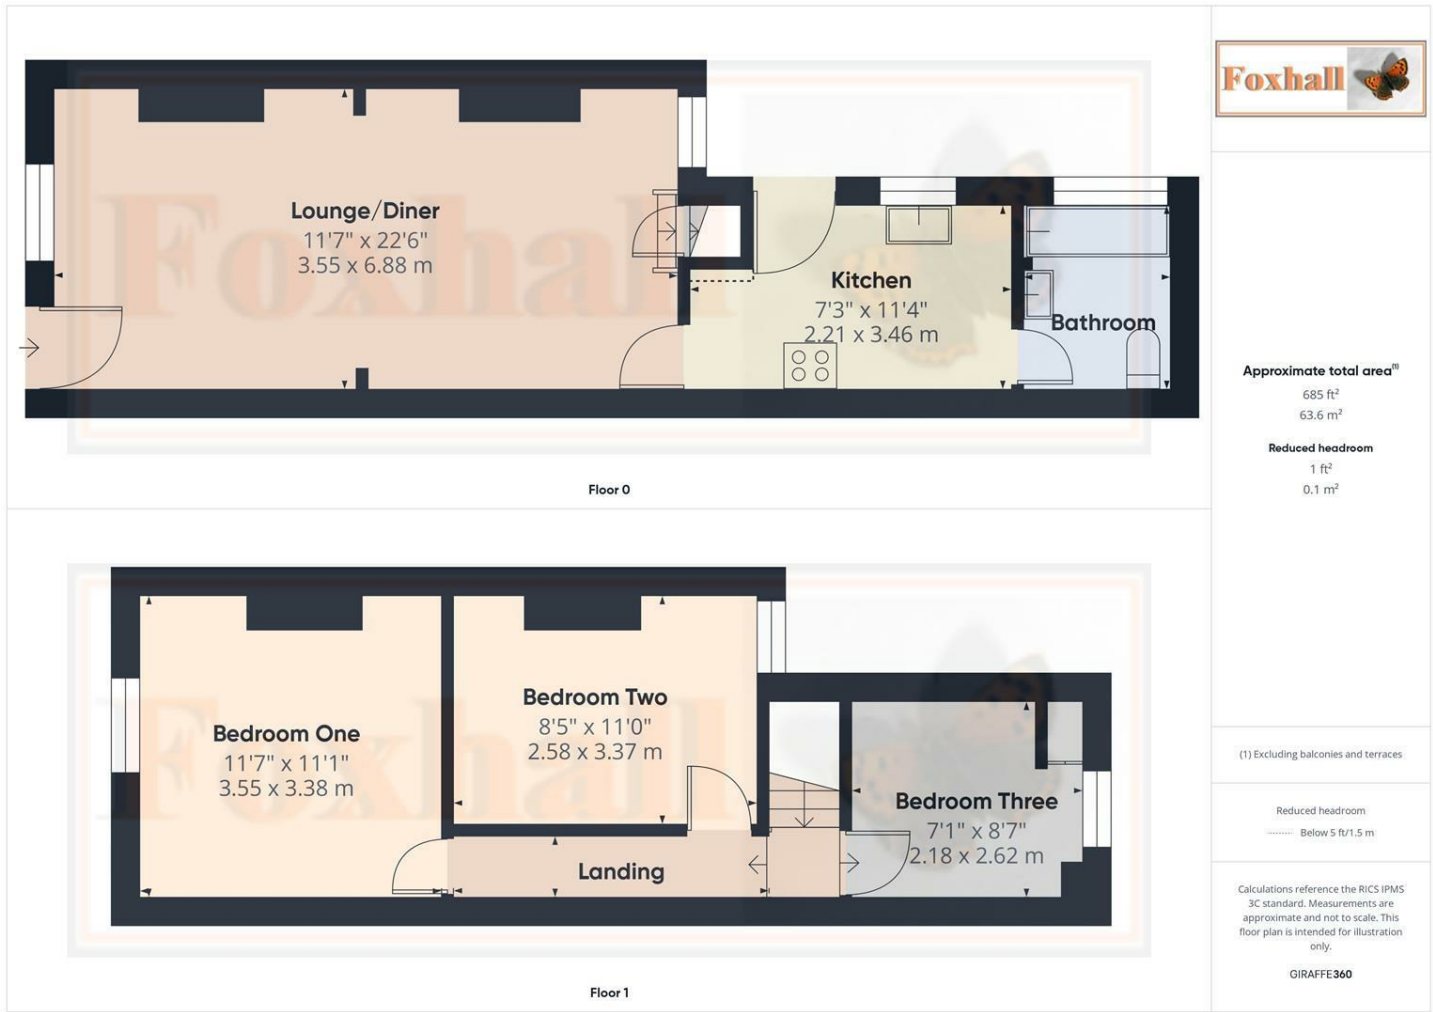 Foxhall
Lounge/Diner
11'7" x 22'6"
3.55 x 6.88 m
Kitchen
7'3" x 11'4"
2.21 x 3.46 m
Bathroom
Foxhall
Floor 0
Bedroom One
11'7" x 11'1"
3.55 x 3.38 m
Bedroom Two
8'5" x 11'0"
2.58 x 3.37 m
Landing
Bedroom Three
7'1" x 8'7"
2.18 x 2.62 m
Foxhall
Floor 1
Approximate total area(1)
685 ft²
63.6 m²
Reduced headroom
1 ft²
0.1 m²
(1) Excluding balconies and terraces
Reduced headroom
Below 5 ft/1.5 m
Calculations reference the RICS IPMS
3C standard. Measurements are
approximate and not to scale. This
floor plan is intended for illustration
only.
GIRAFFE360